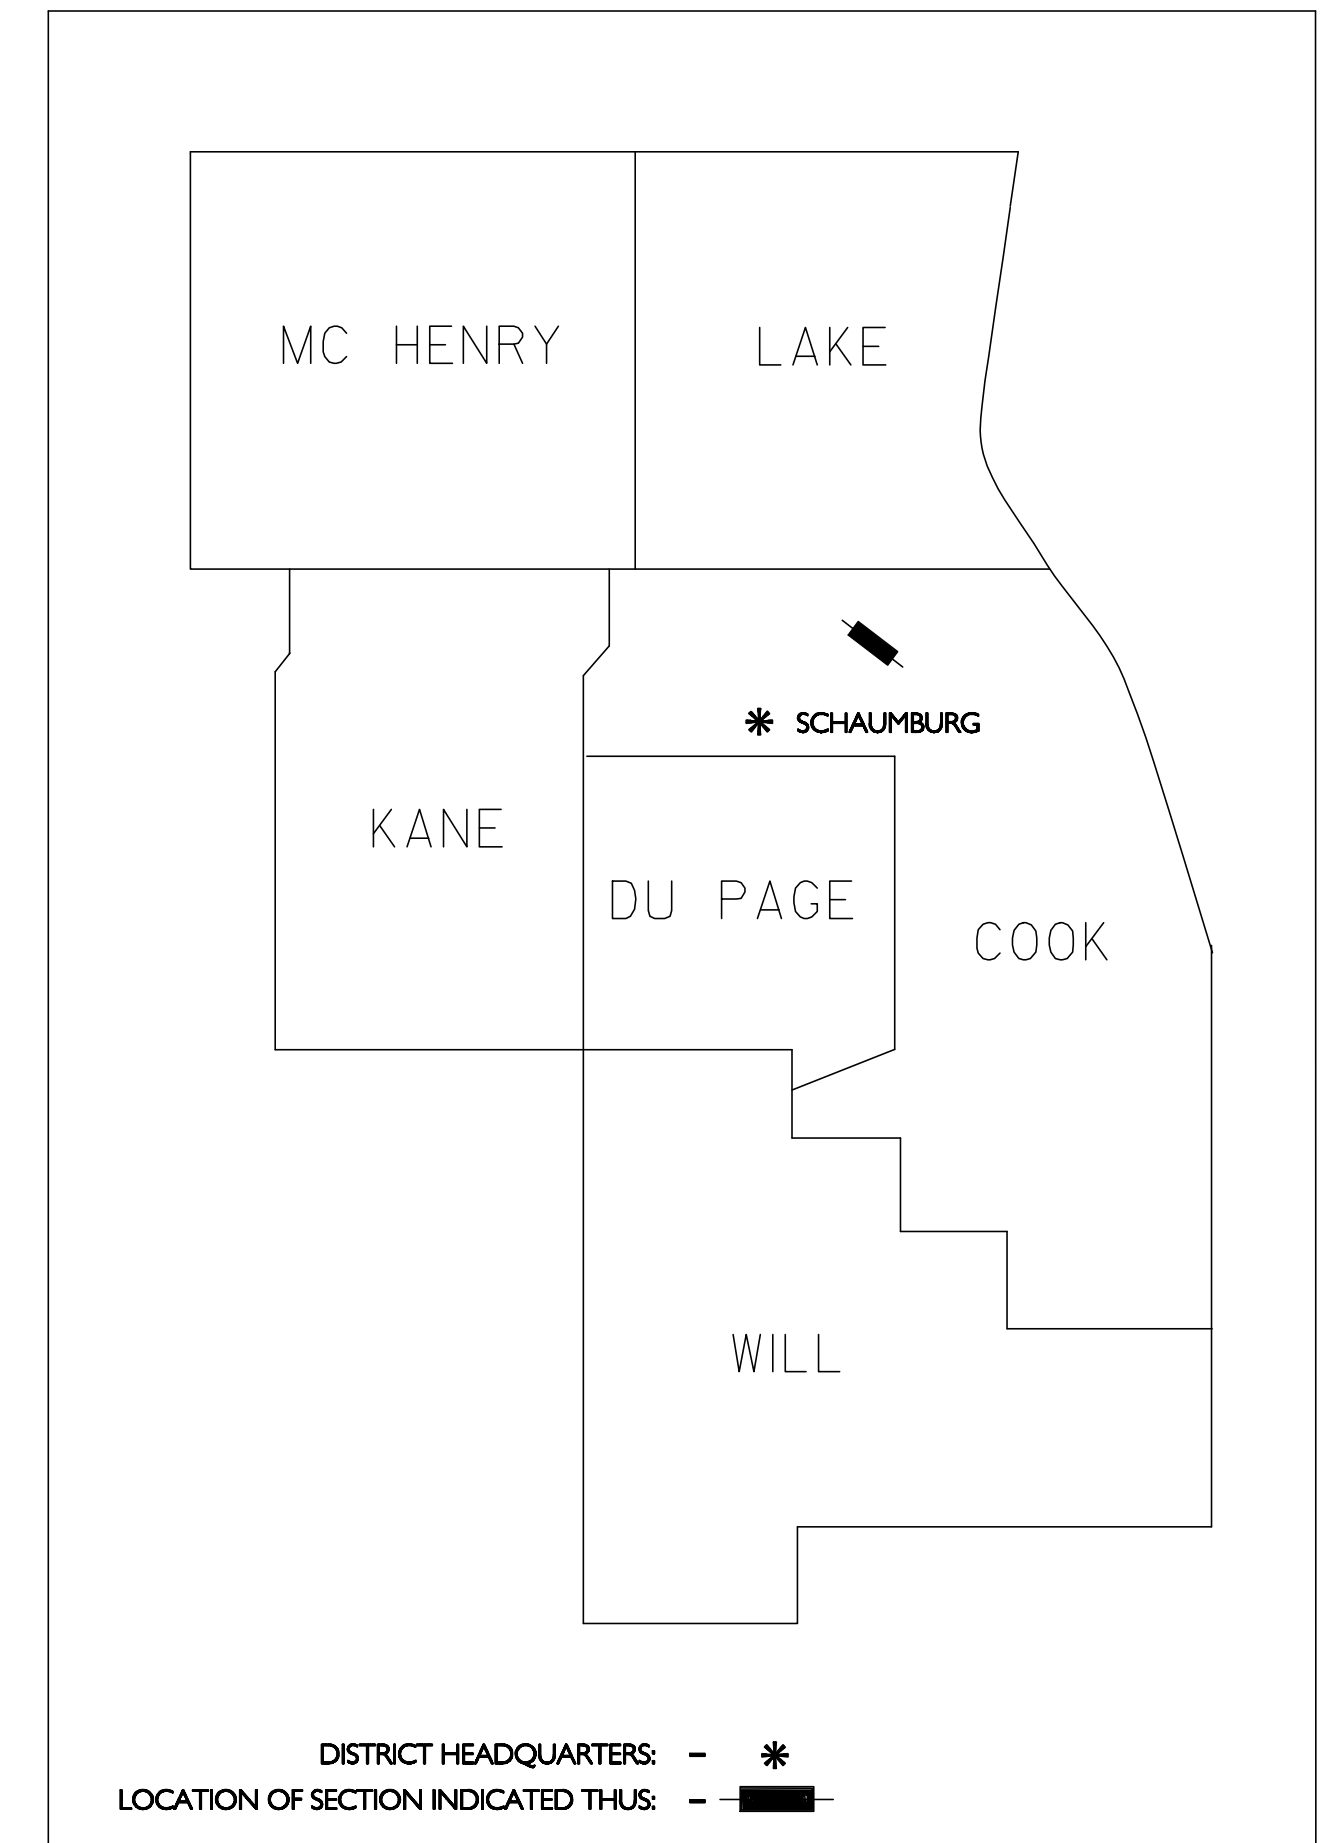 MC HENRY
LAKE
SCHAUMBURG
KANE
DU PAGE
COOK
WILL
DISTRICT HEADQUARTERS: -
LOCATION OF SECTION INDICATED THUS: -